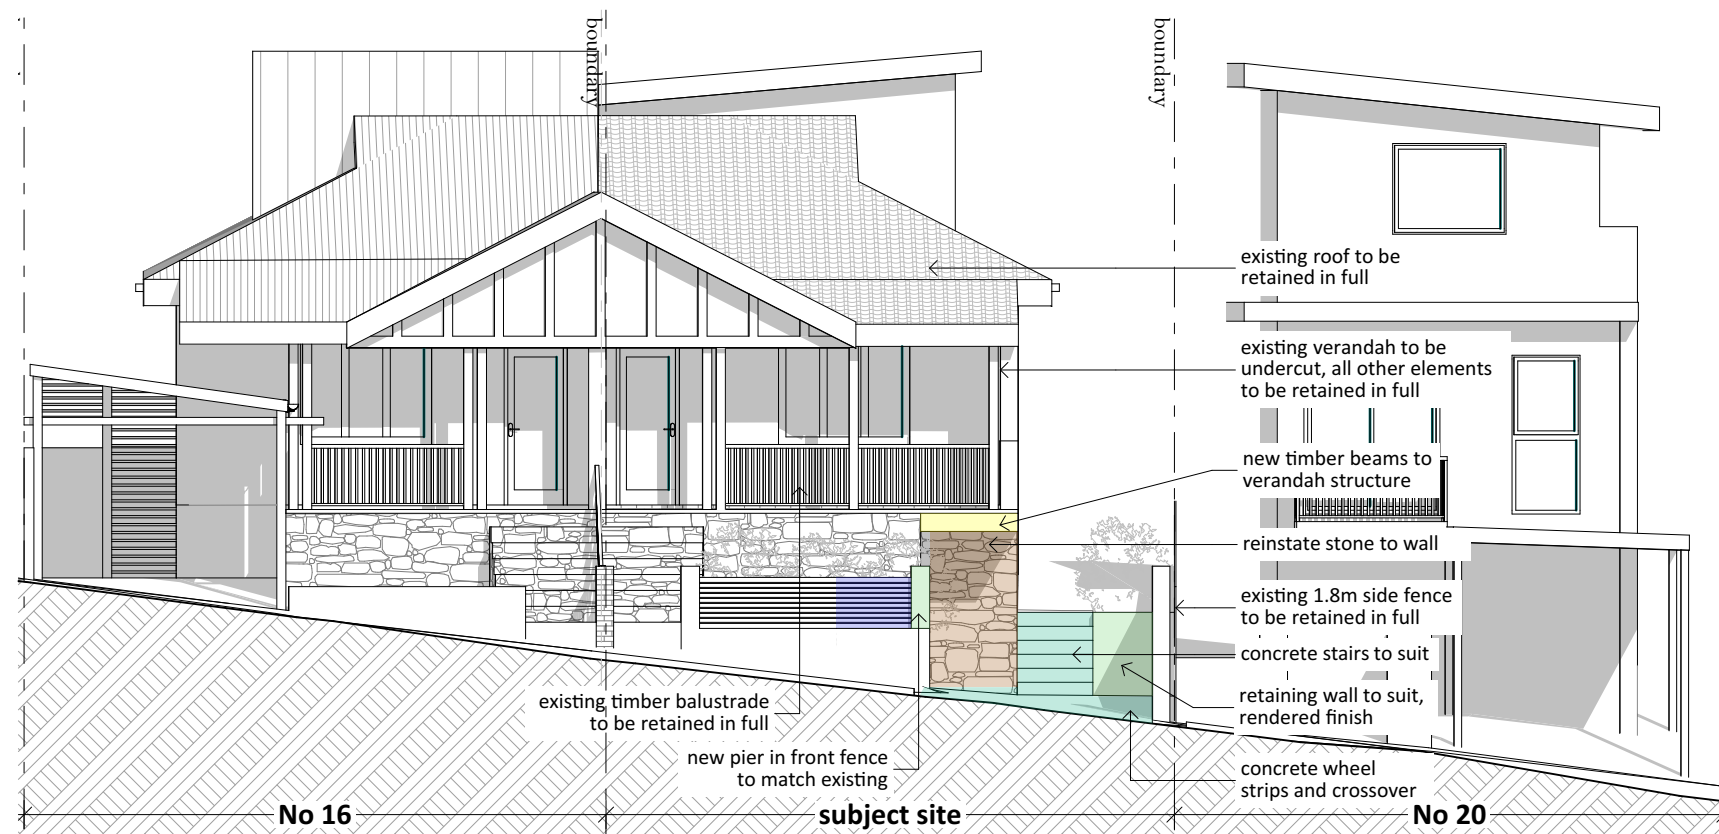 boundary
boundary
existing roof to be
retained in full
existing verandah to be
undercut, all other elements
to be retained in full
new timber beams to
verandah structure
reinstate stone to wall
existing 1.8m side fence
to be retained in full
concrete stairs to suit
retaining wall to suit,
rendered finish
concrete wheel
strips and crossover
existing timber balustrade
to be retained in full
new pier in front fence
to match existing
No 16
subject site
No 20